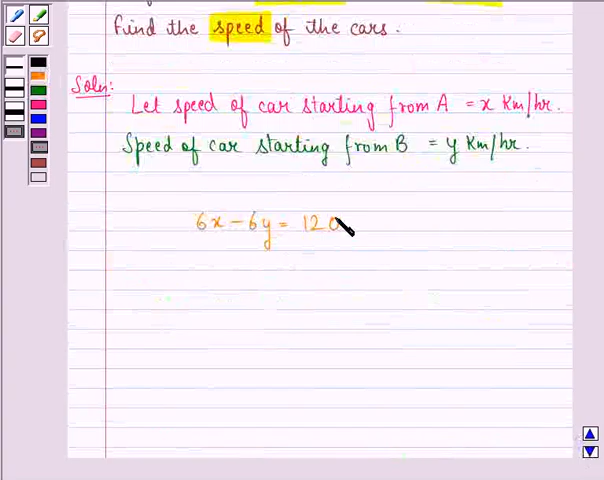 Find the speed of the cars.
Soln:
Let speed of car starting from A = x Km/hr.
Speed of car starting from B = y Km/hr.
6x - 6y = 120